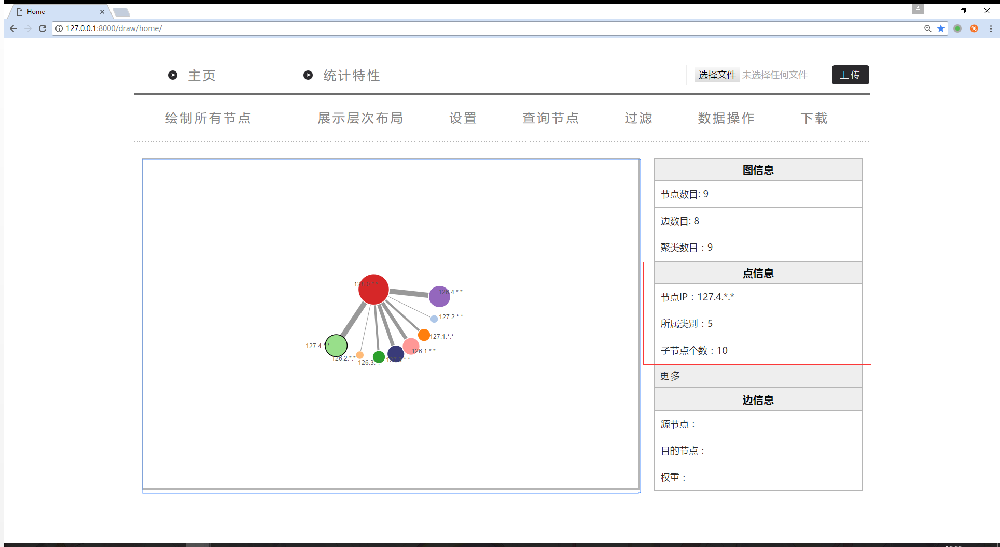 Home
127.0.0.1:8000/draw/home/
主页 统计特性 选择文件 未选择任何文件 上传
绘制所有节点 展示层次布局 设置 查询节点 过滤 数据操作 下载
128.0.*.*
126.4.*.*
127.2.*.*
127.1.*.*
127.4.*.*
126.1.*.*
126.2.*.*
126.3.*.*
图信息
节点数目: 9
边数目: 8
聚类数目：9
点信息
节点IP：127.4.*.*
所属类别：5
子节点个数：10
更多
边信息
源节点：
目的节点：
权重：